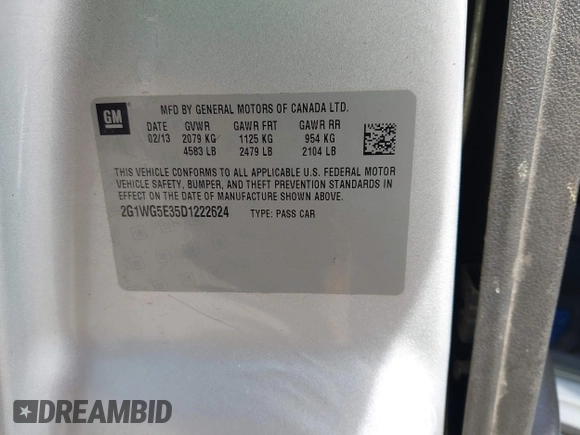 GM
MFD BY GENERAL MOTORS OF CANADA LTD.
DATE GVWR GAWR FRT GAWR RR
02/13 2079 KG 1125 KG 954 KG
4583 LB 2479 LB 2104 LB
THIS VEHICLE CONFORMS TO ALL APPLICABLE U.S. FEDERAL MOTOR
VEHICLE SAFETY, BUMPER, AND THEFT PREVENTION STANDARDS IN
EFFECT ON THE DATE OF MANUFACTURE SHOWN ABOVE.
2G1WG5E35D1222624 TYPE: PASS CAR
DREAMBID